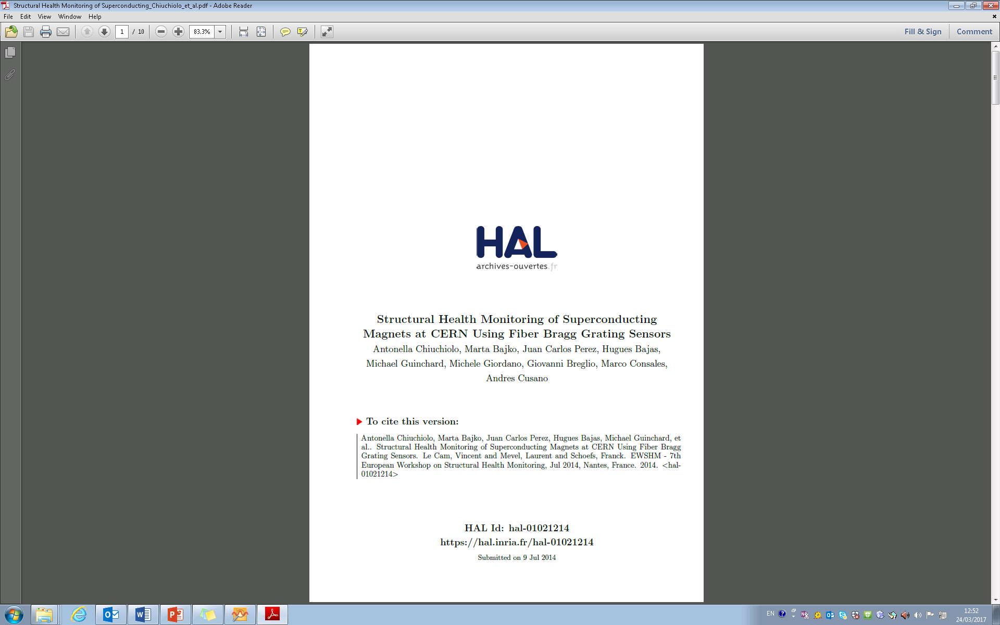 Structural Health Monitoring of Superconducting_Chiuchiolo_et_al.pdf - Adobe Reader
File Edit View Window Help
1 / 10 83.3% Fill & Sign Comment
HAL
archives-ouvertes.fr
Structural Health Monitoring of Superconducting
Magnets at CERN Using Fiber Bragg Grating Sensors
Antonella Chiuchiolo, Marta Bajko, Juan Carlos Perez, Hugues Bajas,
Michael Guinchard, Michele Giordano, Giovanni Breglio, Marco Consales,
Andres Cusano
To cite this version:
Antonella Chiuchiolo, Marta Bajko, Juan Carlos Perez, Hugues Bajas, Michael Guinchard, et
al.. Structural Health Monitoring of Superconducting Magnets at CERN Using Fiber Bragg
Grating Sensors. Le Cam, Vincent and Mevel, Laurent and Schoefs, Franck. EWSHM - 7th
European Workshop on Structural Health Monitoring, Jul 2014, Nantes, France. 2014. <hal-
01021214>
HAL Id: hal-01021214
https://hal.inria.fr/hal-01021214
Submitted on 9 Jul 2014
EN 12:52
24/03/2017